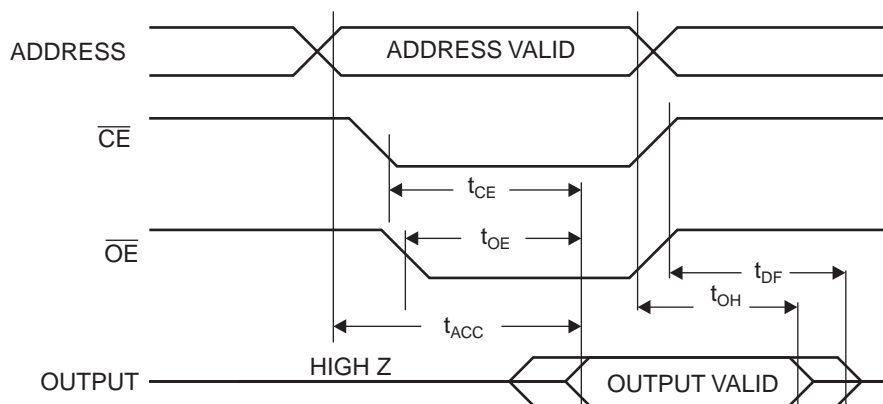 ADDRESS
ADDRESS VALID
CE
tCE
OE
tOE
tDF
tOH
tACC
HIGH Z
OUTPUT
OUTPUT VALID